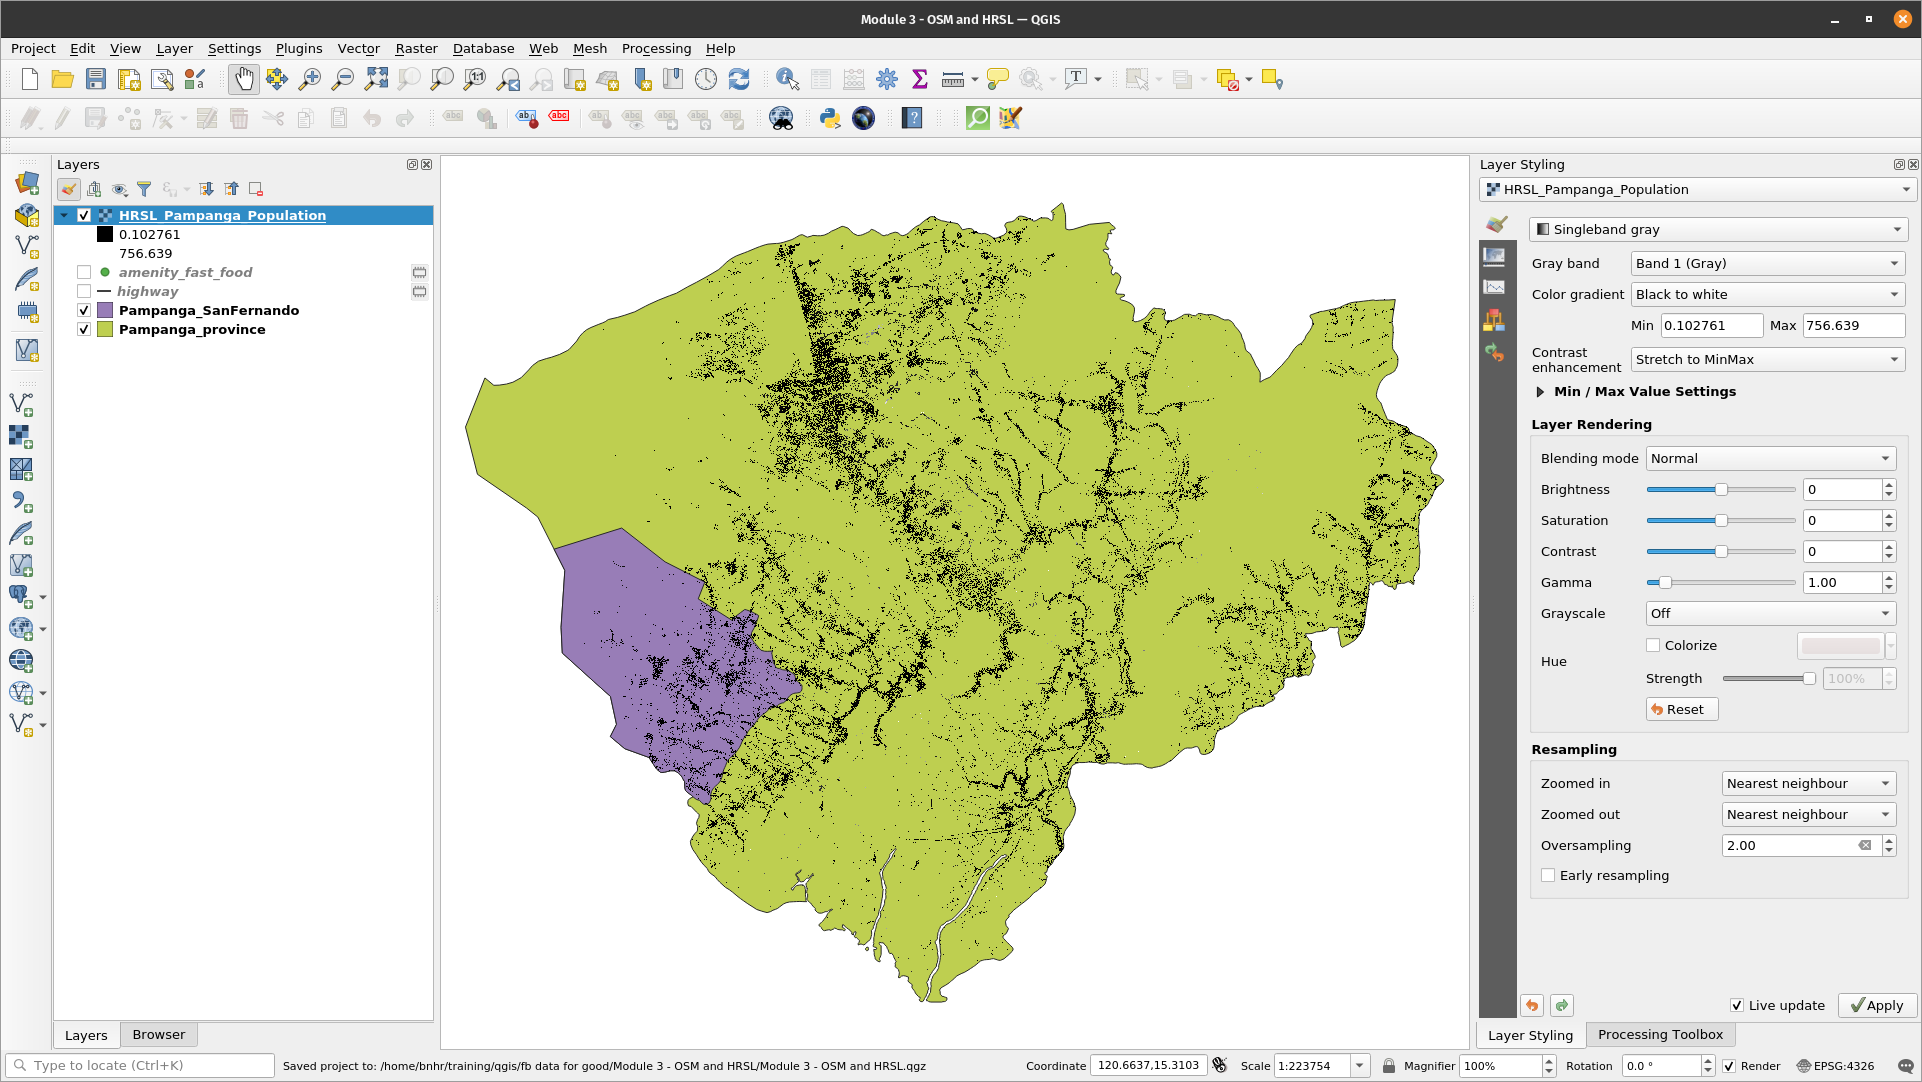 Module 3 - OSM and HRSL — QGIS
Project Edit View Layer Settings Plugins Vector Raster Database Web Mesh Processing Help
Layers
HRSL_Pampanga_Population
0.102761
756.639
amenity_fast_food
highway
Pampanga_SanFernando
Pampanga_province
Layers Browser
Layer Styling
HRSL_Pampanga_Population
Singleband gray
Gray band Band 1 (Gray)
Color gradient Black to white
Min 0.102761 Max 756.639
Contrast
enhancement Stretch to MinMax
Min / Max Value Settings
Layer Rendering
Blending mode Normal
Brightness 0
Saturation 0
Contrast 0
Gamma 1.00
Grayscale Off
Hue Colorize
Strength 100%
Reset
Resampling
Zoomed in Nearest neighbour
Zoomed out Nearest neighbour
Oversampling 2.00
Early resampling
Live update Apply
Layer Styling Processing Toolbox
Type to locate (Ctrl+K) Saved project to: /home/bnhr/training/qgis/fb data for good/Module 3 - OSM and HRSL/Module 3 - OSM and HRSL.qgz Coordinate 120.6637,15.3103 Scale 1:223754 Magnifier 100% Rotation 0.0 ° Render EPSG:4326